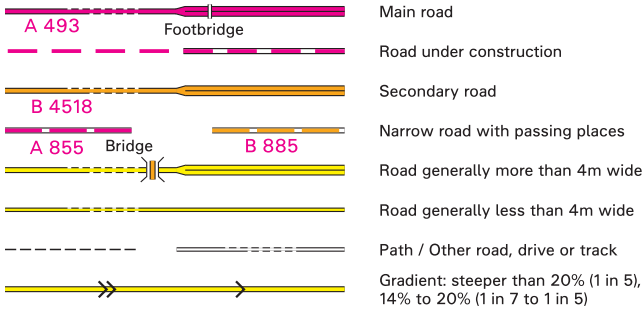 Main road
A 493
Footbridge
Road under construction
Secondary road
B 4518
Narrow road with passing places
A 855
Bridge
B 885
Road generally more than 4m wide
Road generally less than 4m wide
Path / Other road, drive or track
Gradient: steeper than 20% (1 in 5),
14% to 20% (1 in 7 to 1 in 5)